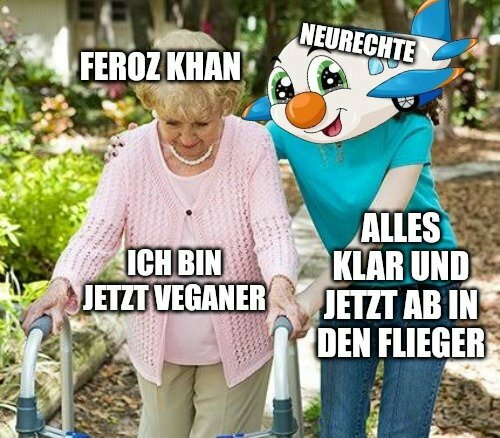 FEROZ KHAN
NEURECHTE
ICH BIN
JETZT VEGANER
ALLES
KLAR UND
JETZT AB IN
DEN FLIEGER